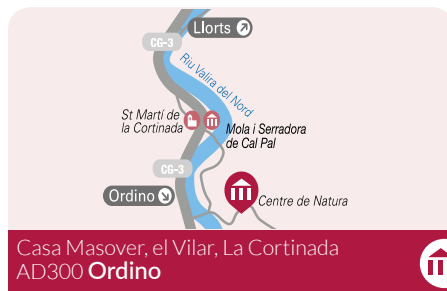 Llorts
CG-3
Riu Valira del Nord
St Martí de
la Cortinada
Mola i Serradora
de Cal Pal
CG-3
Ordino
Centre de Natura
Casa Masover, el Vilar, La Cortinada
AD300 Ordino